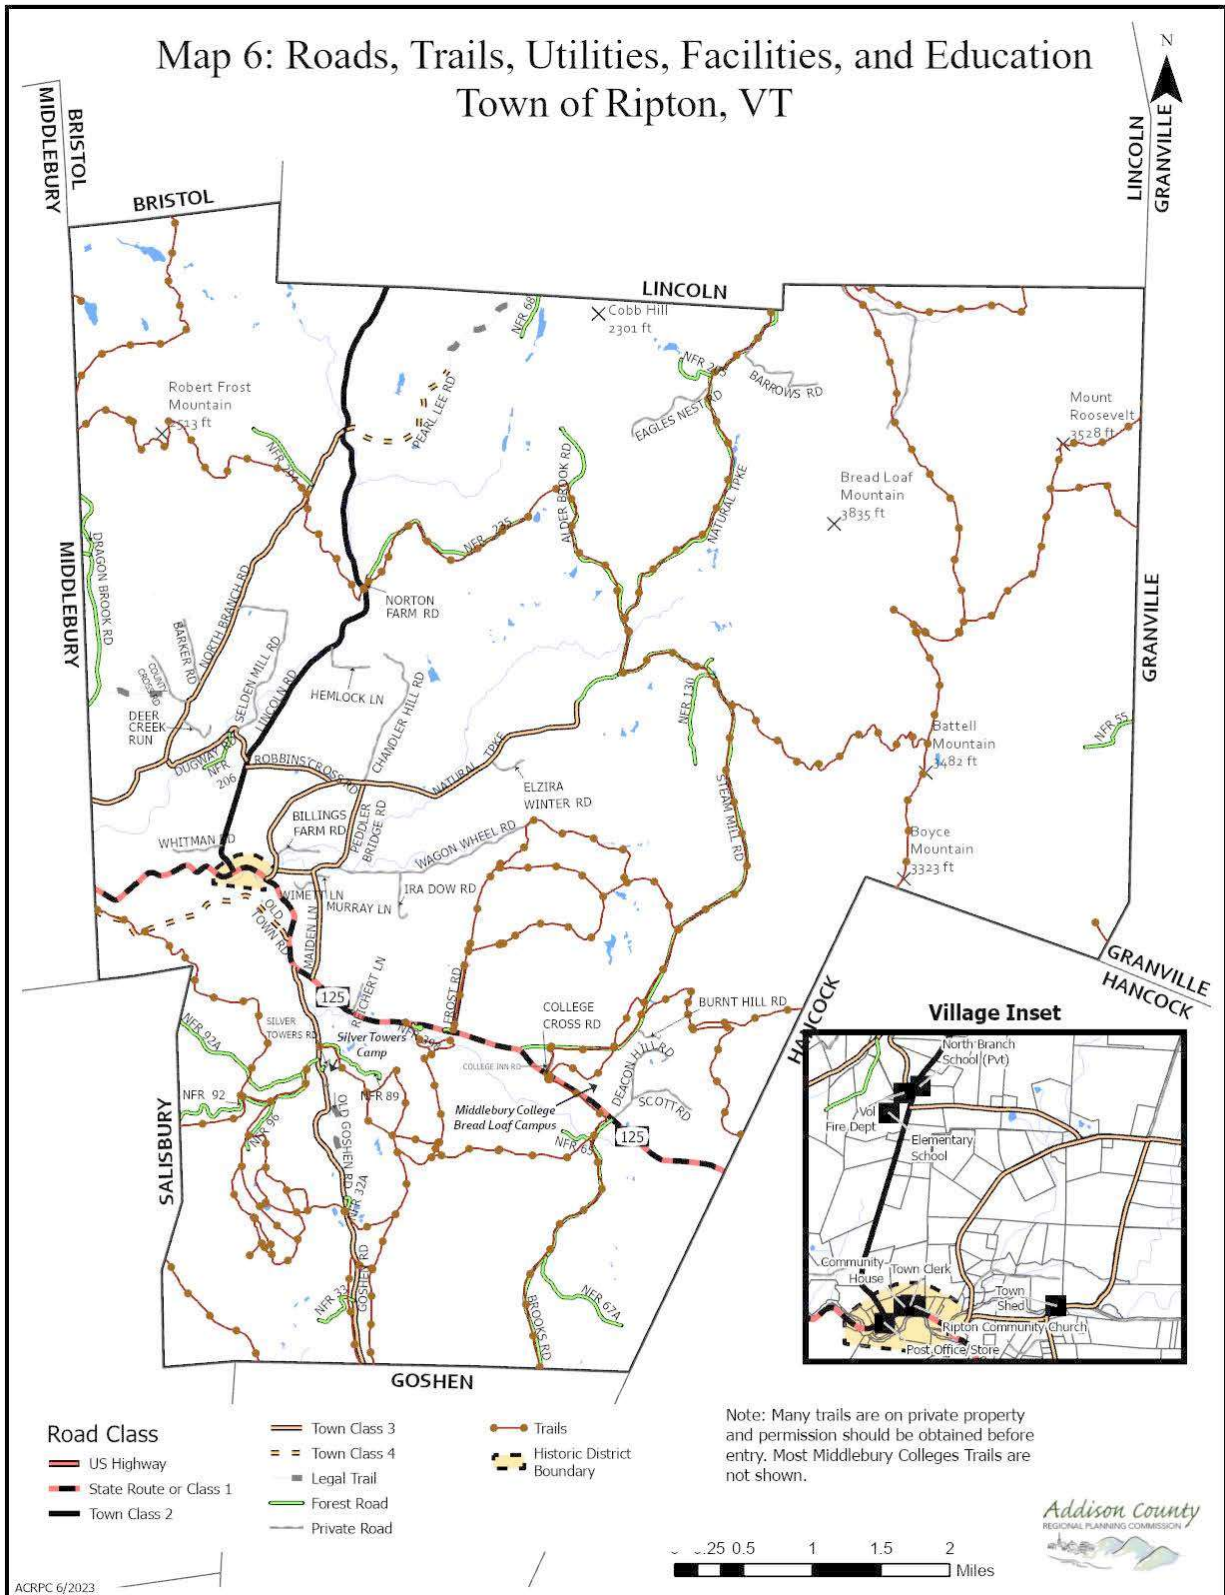 Map 6: Roads, Trails, Utilities, Facilities, and Education
Town of Ripton, VT
N
BRISTOL
MIDDLEBURY
LINCOLN
GRANVILLE
BRISTOL
LINCOLN
NFR 68
Cobb Hill
2301 ft
BARROWS RD
EAGLES NEST RD
PEARL LEE RD
Robert Frost
Mountain
Mount
Roosevelt
3528 ft
Bread Loaf
Mountain
3835 ft
ALDER BROOK RD
NATURAL TPKE
NFR 235
DRAGON BROOK RD
MIDDLEBURY
NORTH BRANCH RD
NORTON
FARM RD
GRANVILLE
BARKER RD
SELDEN MILL RD
LINCOLN RD
HEMLOCK LN
CHANDLER HILL RD
NFR 130
DEER
CREEK
RUN
DUGWAY RD
NFR
206
ROBBINS CROSS RD
NATURAL TPKE
Battell
Mountain
3482 ft
NFR 55
ELZIRA
WINTER RD
STEAM MILL RD
BILLINGS
FARM RD
PEDDLER
BRIDGE RD
WHITMAN RD
WAGON WHEEL RD
Boyce
Mountain
3323 ft
WIMETT LN
IRA DOW RD
MURRAY LN
OLD
TOWN RD
MAIDEN LN
GRANVILLE
HANCOCK
HANCOCK
125
FROST RD
COLLEGE
CROSS RD
BURNT HILL RD
NFR 92A
SILVER
TOWERS RD
Silver Towers
Camp
COLLEGE INN RD
DEACON HILL RD
SCOTT RD
NFR 92
NFR 89
Middlebury College
Bread Loaf Campus
125
NFR 96
OLD GOSHEN RD
NFR 65
NFR 32A
SALISBURY
GOSHEN RD
BROOKS RD
NFR 67A
GOSHEN
Village Inset
North Branch
School (Pvt)
Vol
Fire Dept
Elementary
School
Community
House
Town Clerk
Town
Shed
Ripton Community Church
Post Office/Store
Road Class
US Highway
State Route or Class 1
Town Class 2
Town Class 3
Town Class 4
Legal Trail
Forest Road
Private Road
Trails
Historic District
Boundary
Note: Many trails are on private property
and permission should be obtained before
entry. Most Middlebury Colleges Trails are
not shown.
0.5 1 1.5 2
Miles
Addison County
REGIONAL PLANNING COMMISSION
ACRPC 6/2023